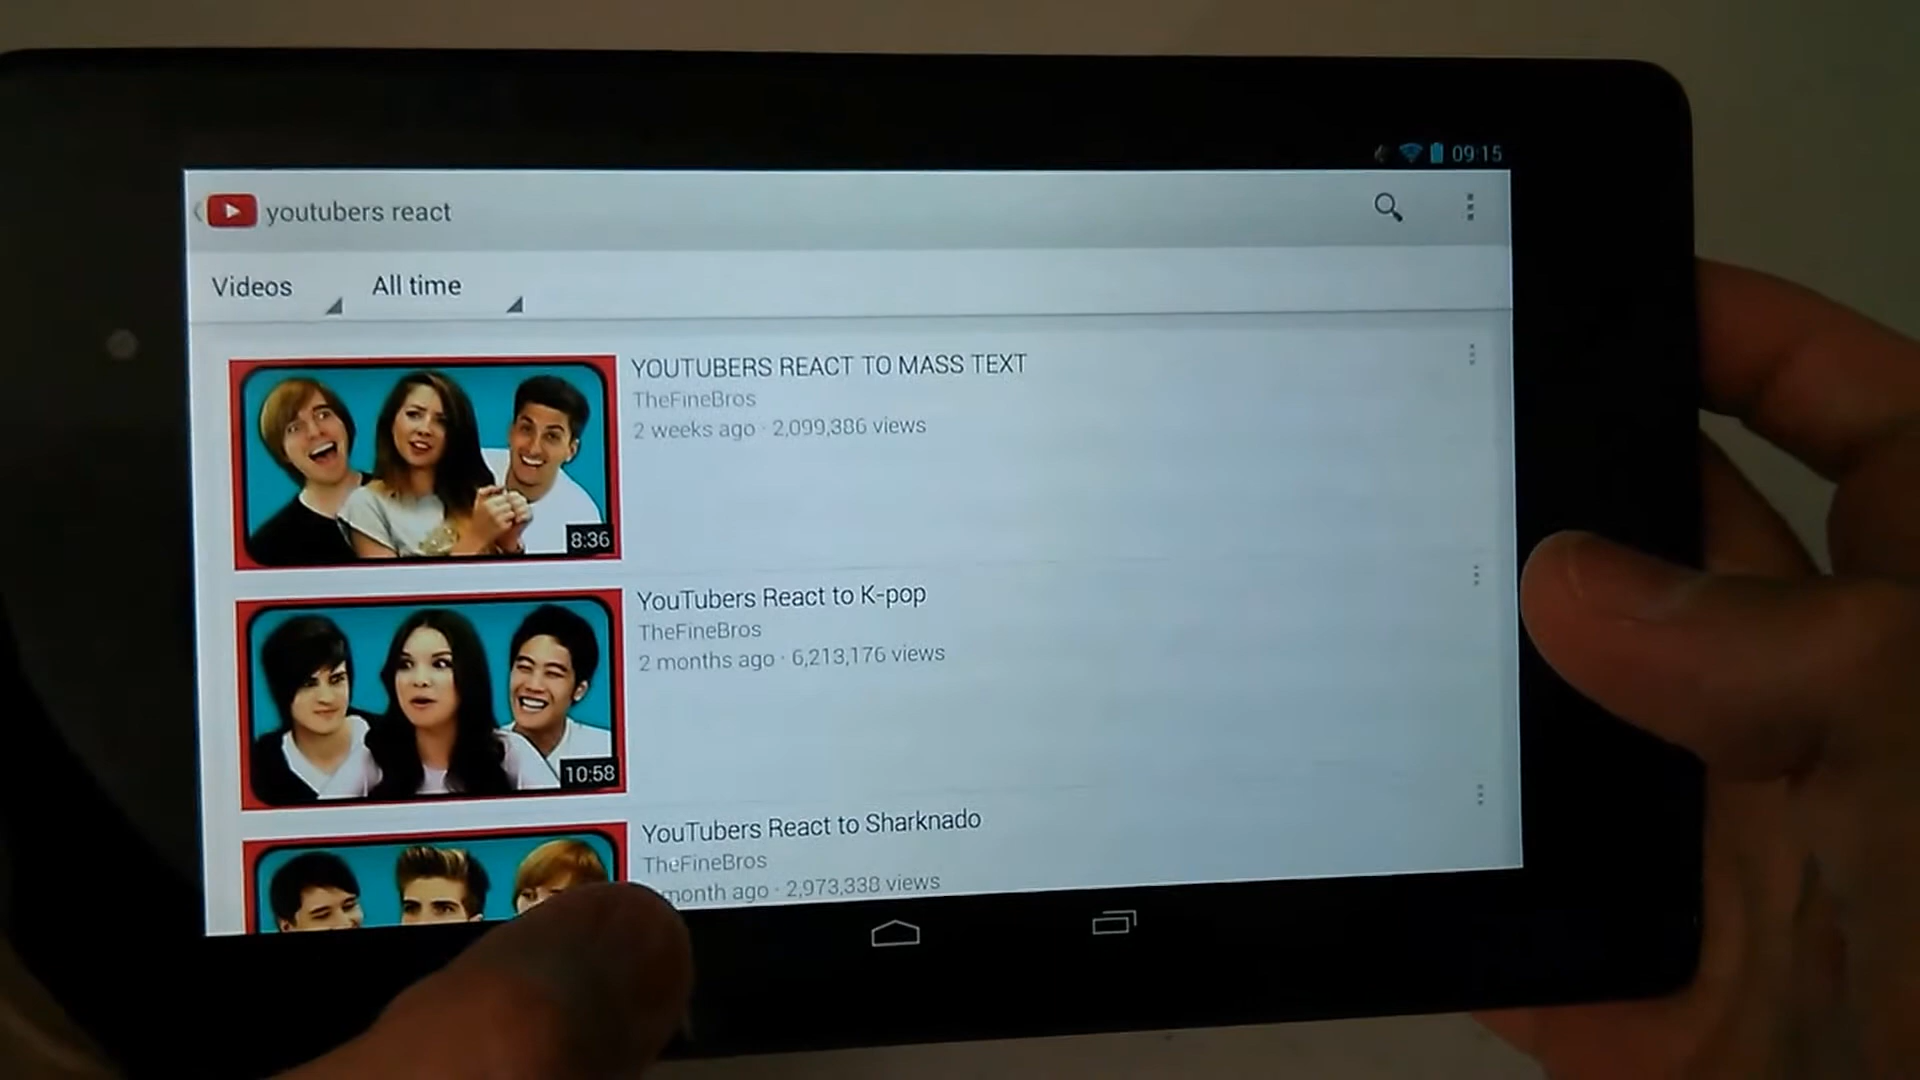 09:15
youtubers react
Videos
All time
YOUTUBERS REACT TO MASS TEXT
TheFineBros
2 weeks ago · 2,099,386 views
8:36
YouTubers React to K-pop
TheFineBros
2 months ago · 6,213,176 views
10:58
YouTubers React to Sharknado
TheFineBros
month ago · 2,973,338 views